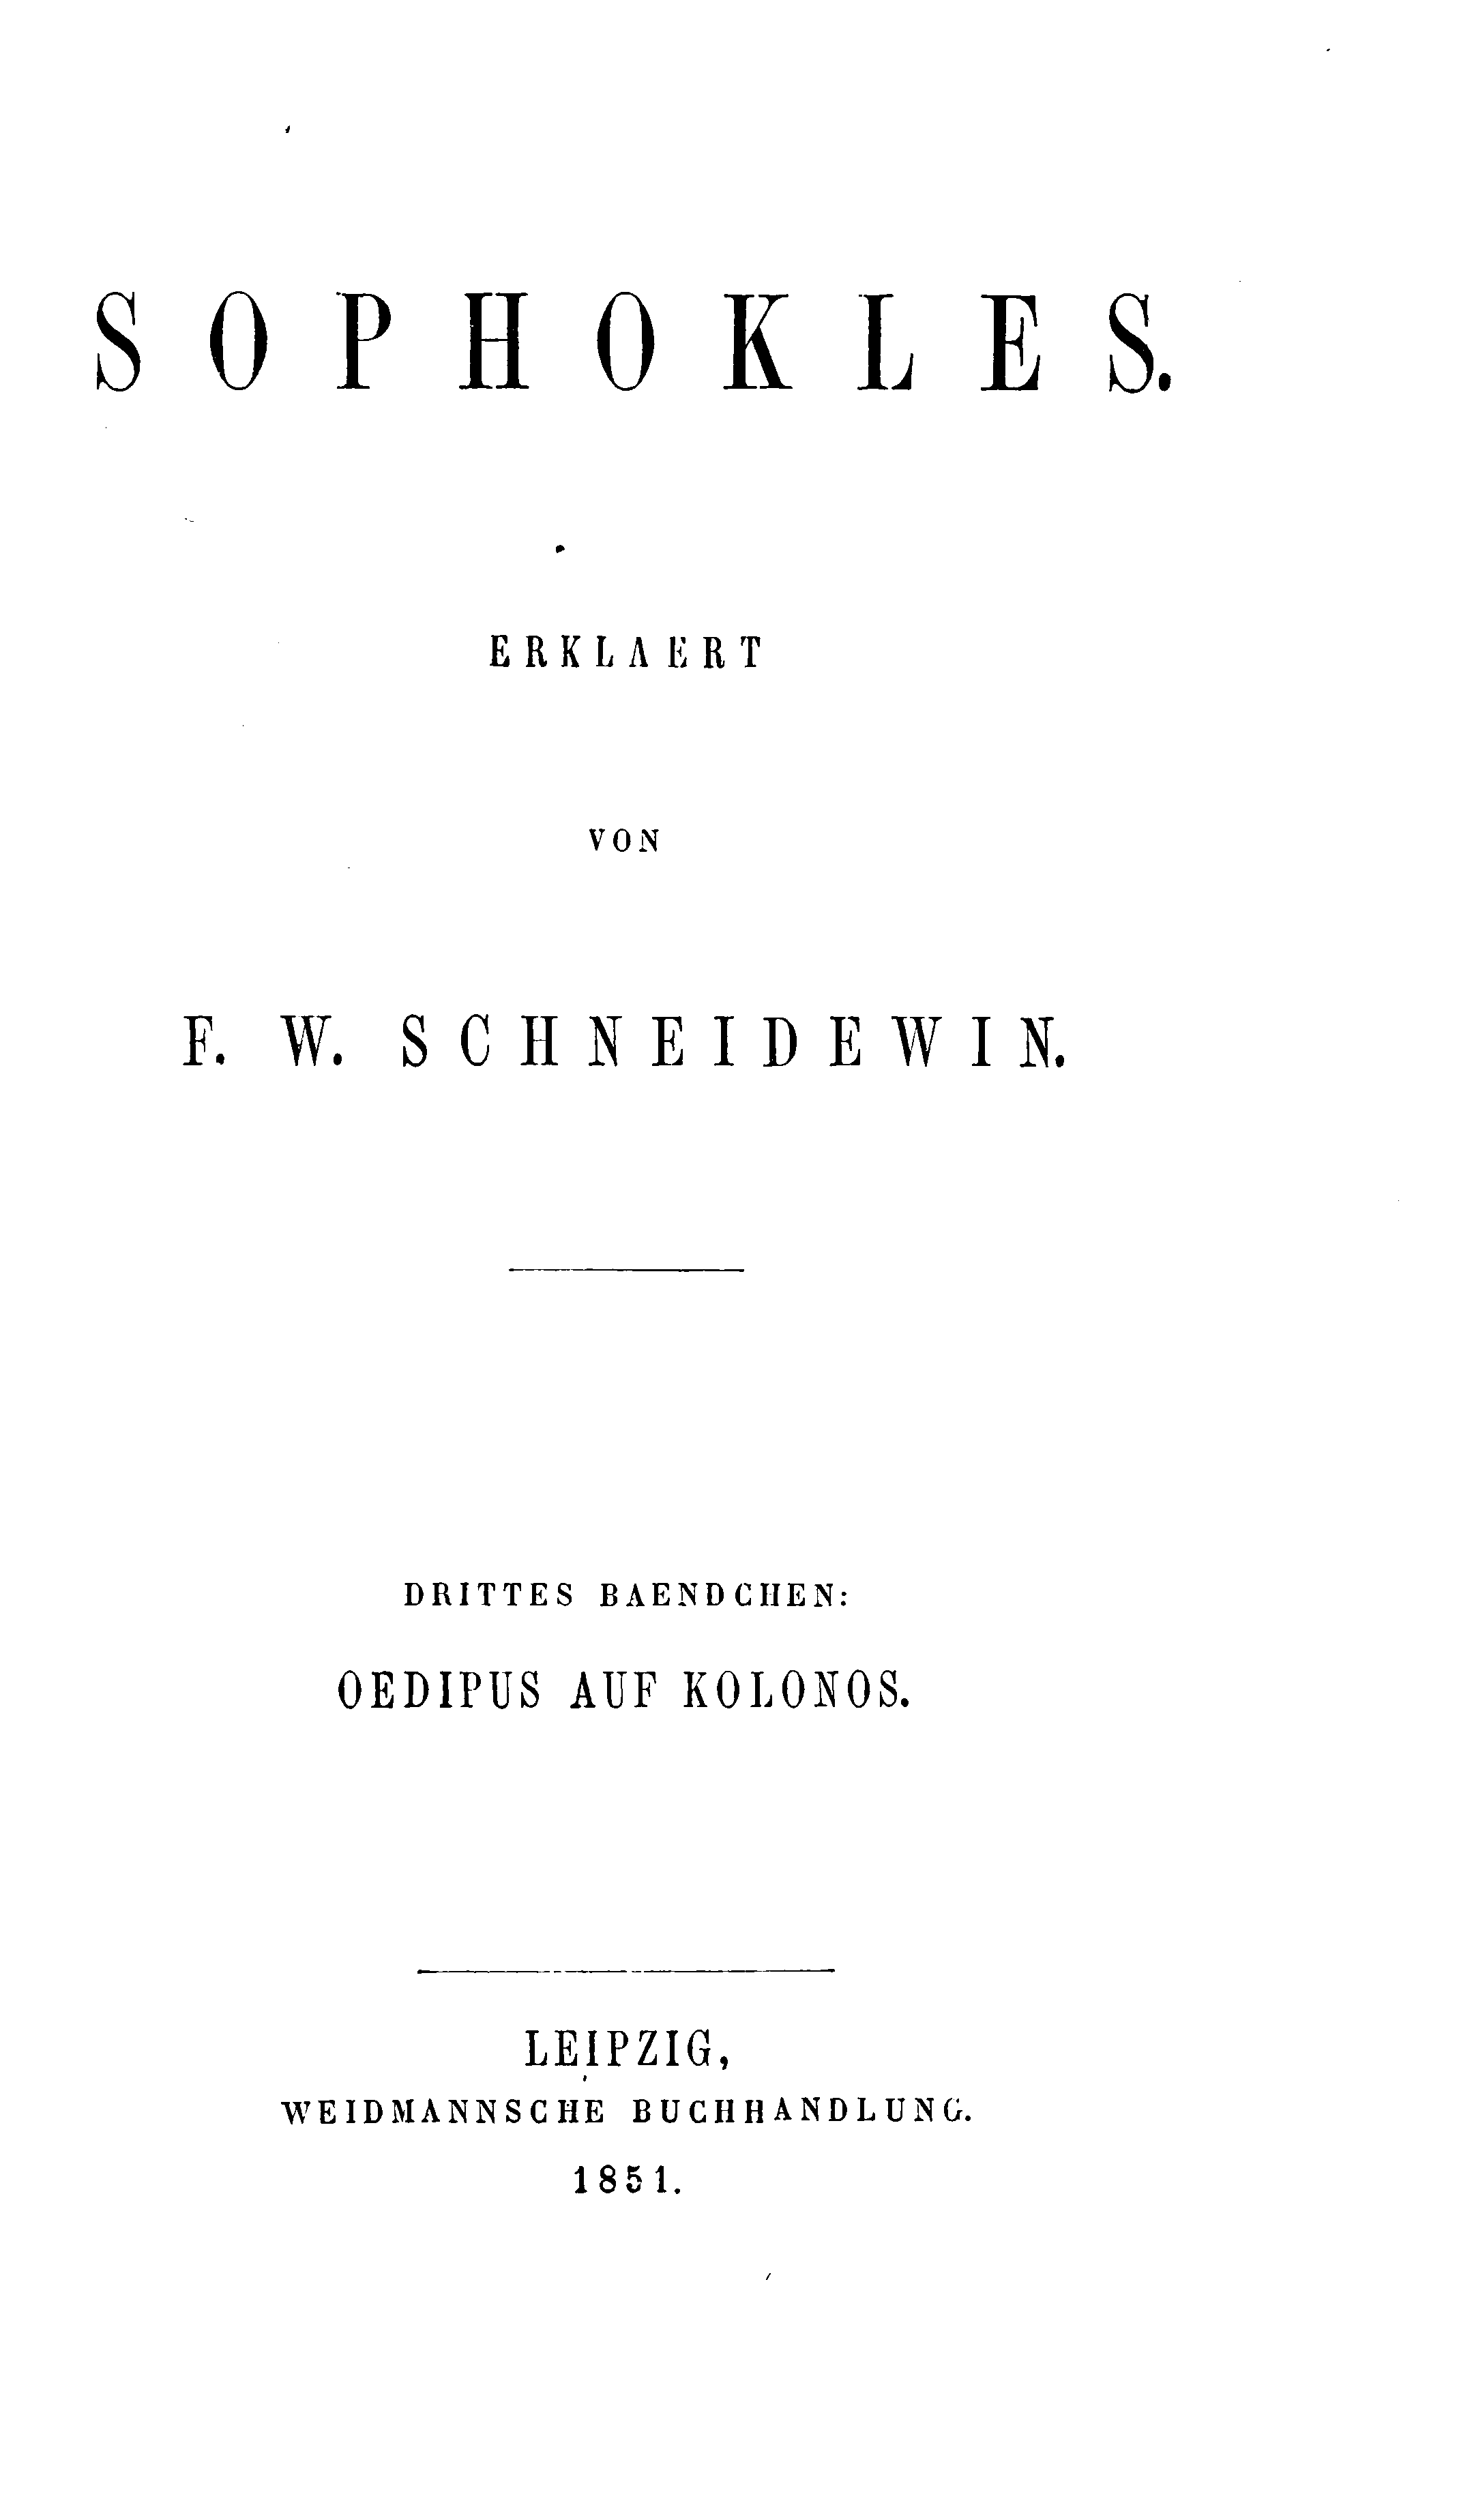 SOPHOKLES.
ERKLAERT
VON
F. W. SCHNEIDEWIN.
DRITTES BAENDCHEN:
OEDIPUS AUF KOLONOS.
LEIPZIG,
WEIDMANNSCHE BUCHHANDLUNG.
1851.